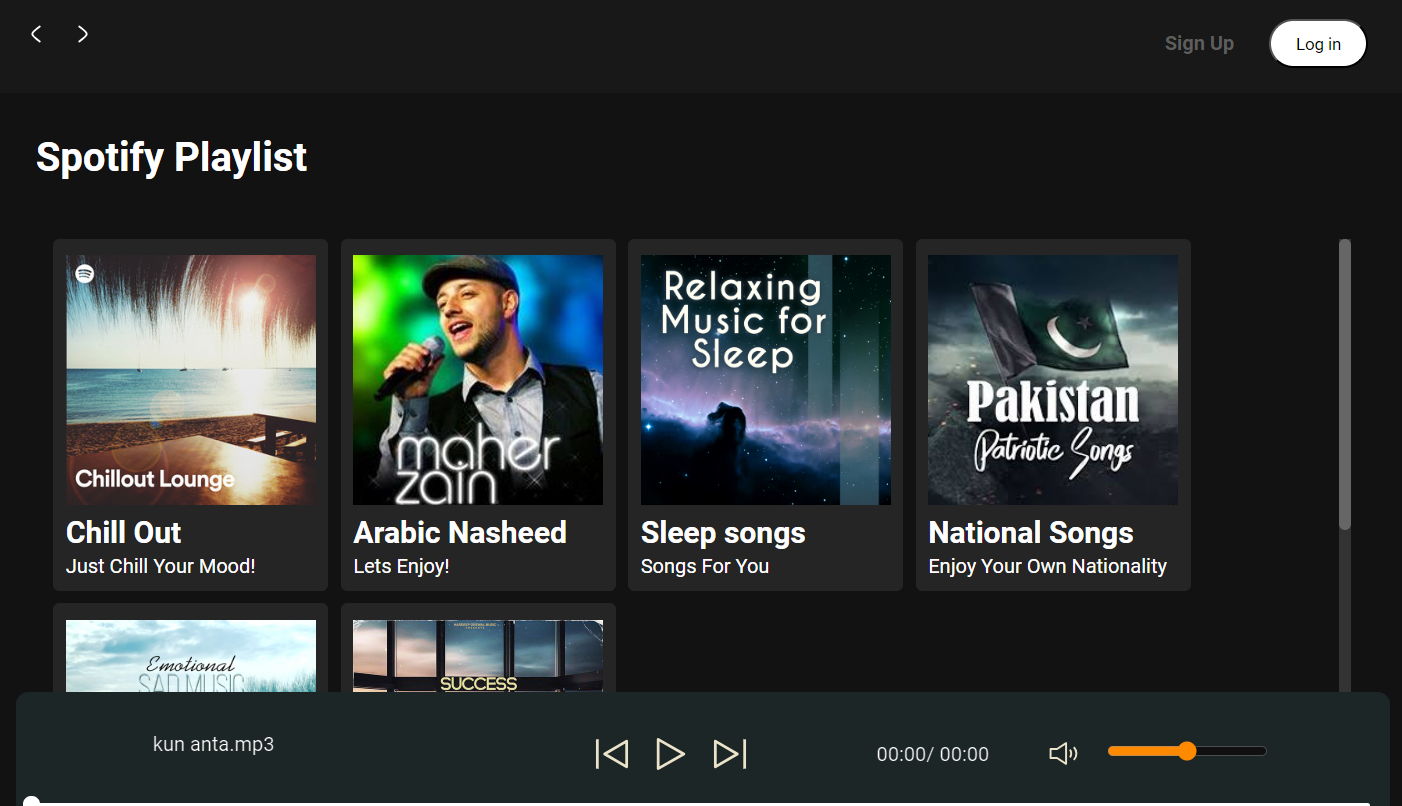 Sign Up
Log in
Spotify Playlist
Chillout Lounge
Chill Out
Just Chill Your Mood!
maher
zain
Arabic Nasheed
Lets Enjoy!
Relaxing
Music for
Sleep
Sleep songs
Songs For You
Pakistan
Patriotic Songs
National Songs
Enjoy Your Own Nationality
Emotional
SAD MUSIC
SUCCESS
kun anta.mp3
00:00/ 00:00